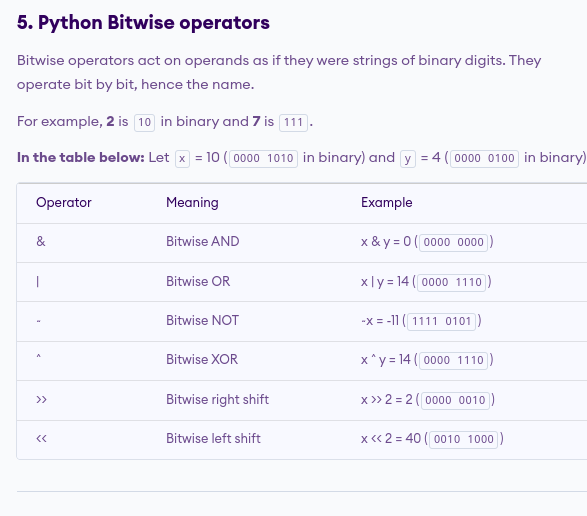 5. Python Bitwise operators
Bitwise operators act on operands as if they were strings of binary digits. They
operate bit by bit, hence the name.
For example, 2 is 10 in binary and 7 is 111.
In the table below: Let x = 10 (0000 1010 in binary) and y = 4 (0000 0100 in binary)
Operator Meaning Example
& Bitwise AND x & y = 0 (0000 0000)
| Bitwise OR x | y = 14 (0000 1110)
~ Bitwise NOT ~x = -11 (1111 0101)
^ Bitwise XOR x ^ y = 14 (0000 1110)
>> Bitwise right shift x >> 2 = 2 (0000 0010)
<< Bitwise left shift x << 2 = 40 (0010 1000)